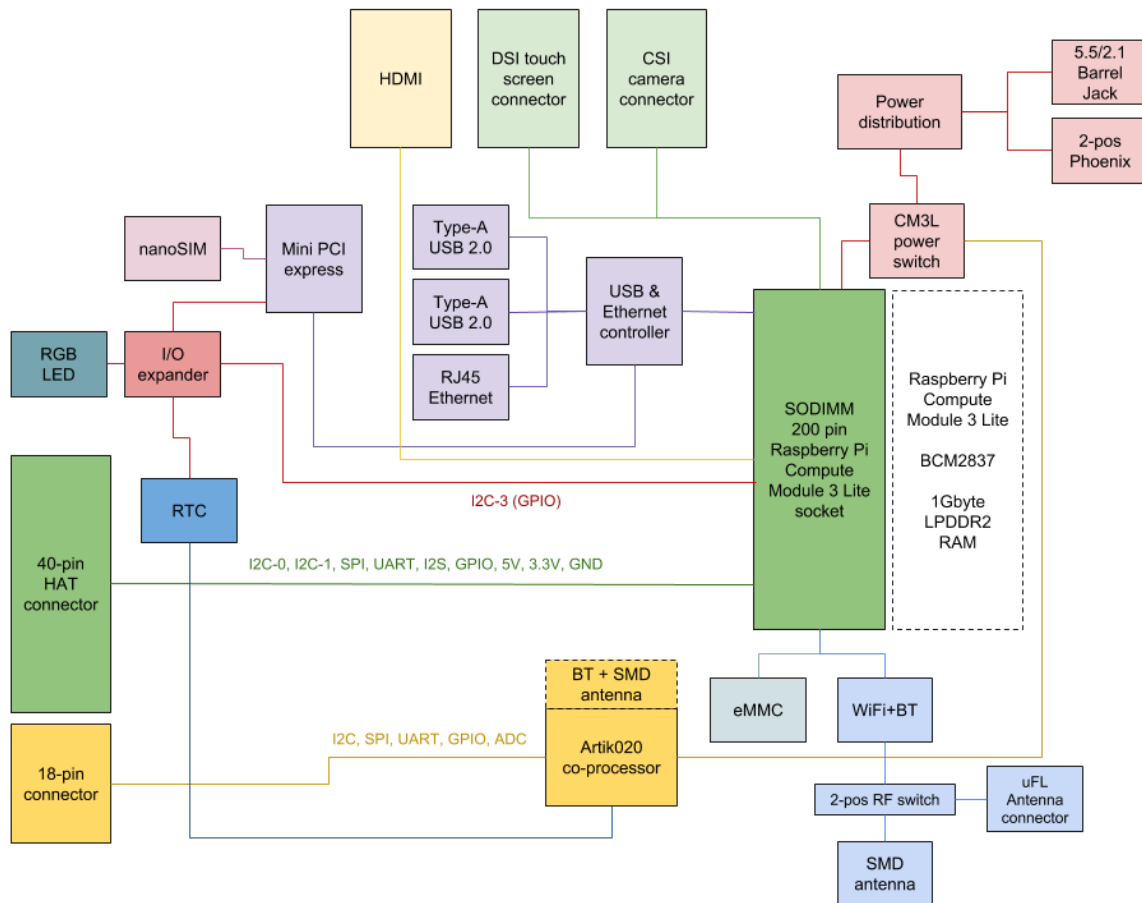 HDMI
DSI touch
screen
connector
CSI
camera
connector
Power
distribution
5.5/2.1
Barrel
Jack
2-pos
Phoenix
nanoSIM
Mini PCI
express
Type-A
USB 2.0
CM3L
power
switch
Type-A
USB 2.0
USB &
Ethernet
controller
RGB
LED
I/O
expander
RJ45
Ethernet
SODIMM
200 pin
Raspberry Pi
Compute
Module 3 Lite
socket
Raspberry Pi
Compute
Module 3 Lite
BCM2837
1Gbyte
LPDDR2
RAM
RTC
I2C-3 (GPIO)
40-pin
HAT
connector
I2C-0, I2C-1, SPI, UART, I2S, GPIO, 5V, 3.3V, GND
BT + SMD
antenna
eMMC
WiFi+BT
18-pin
connector
I2C, SPI, UART, GPIO, ADC
Artik020
co-processor
2-pos RF switch
uFL
Antenna
connector
SMD
antenna